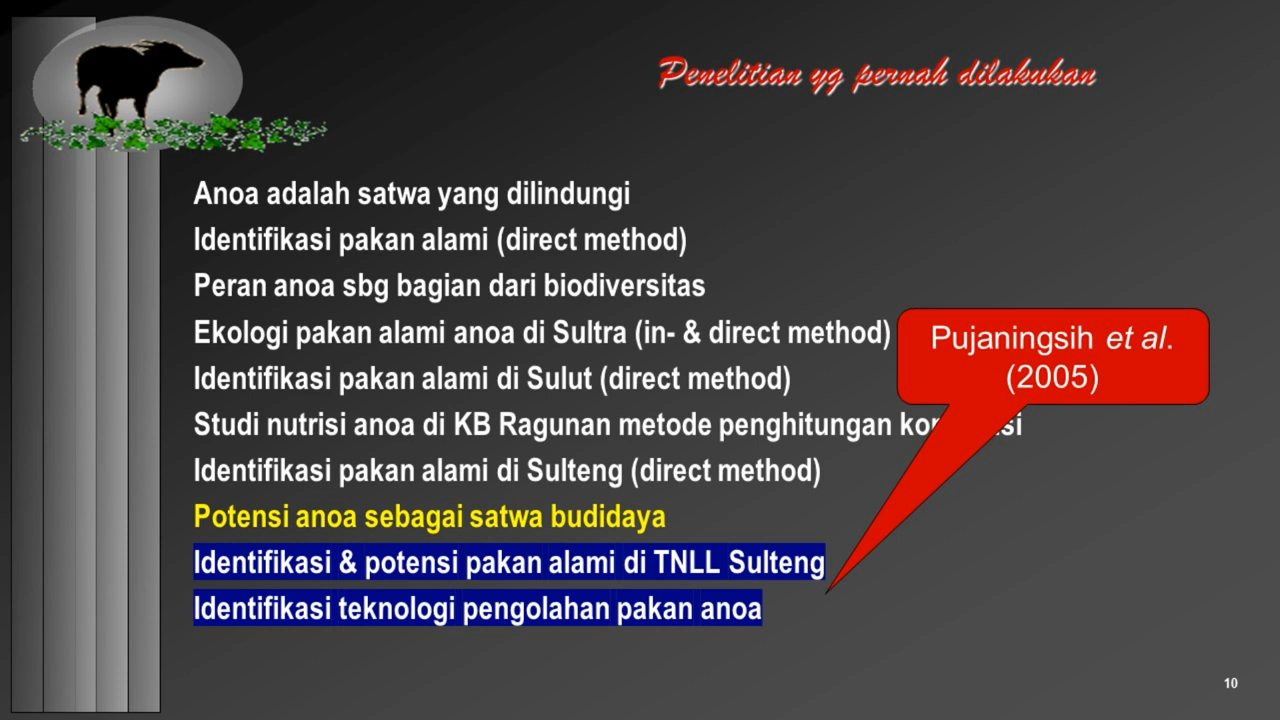 Penelitian yg pernah dilakukan
Anoa adalah satwa yang dilindungi
Identifikasi pakan alami (direct method)
Peran anoa sbg bagian dari biodiversitas
Ekologi pakan alami anoa di Sultra (in- & direct method)
Pujaningsih et al.
(2005)
Identifikasi pakan alami di Sulut (direct method)
Studi nutrisi anoa di KB Ragunan metode penghitungan
Identifikasi pakan alami di Sulteng (direct method)
Potensi anoa sebagai satwa budidaya
Identifikasi & potensi pakan alami di TNLL Sulteng
Identifikasi teknologi pengolahan pakan anoa
10